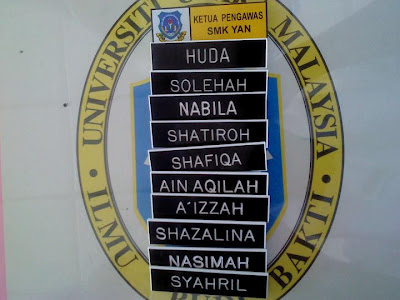 KETUA PENGAWAS
SMK YAN
HUDA
SOLEHAH
NABILA
SHATIROH
SHAFIQA
AIN AQILAH
A'IZZAH
SHAZALINA
NASIMAH
SYAHRIL
UNIVERSITI
MALAYSIA
ILMU
BAKTI